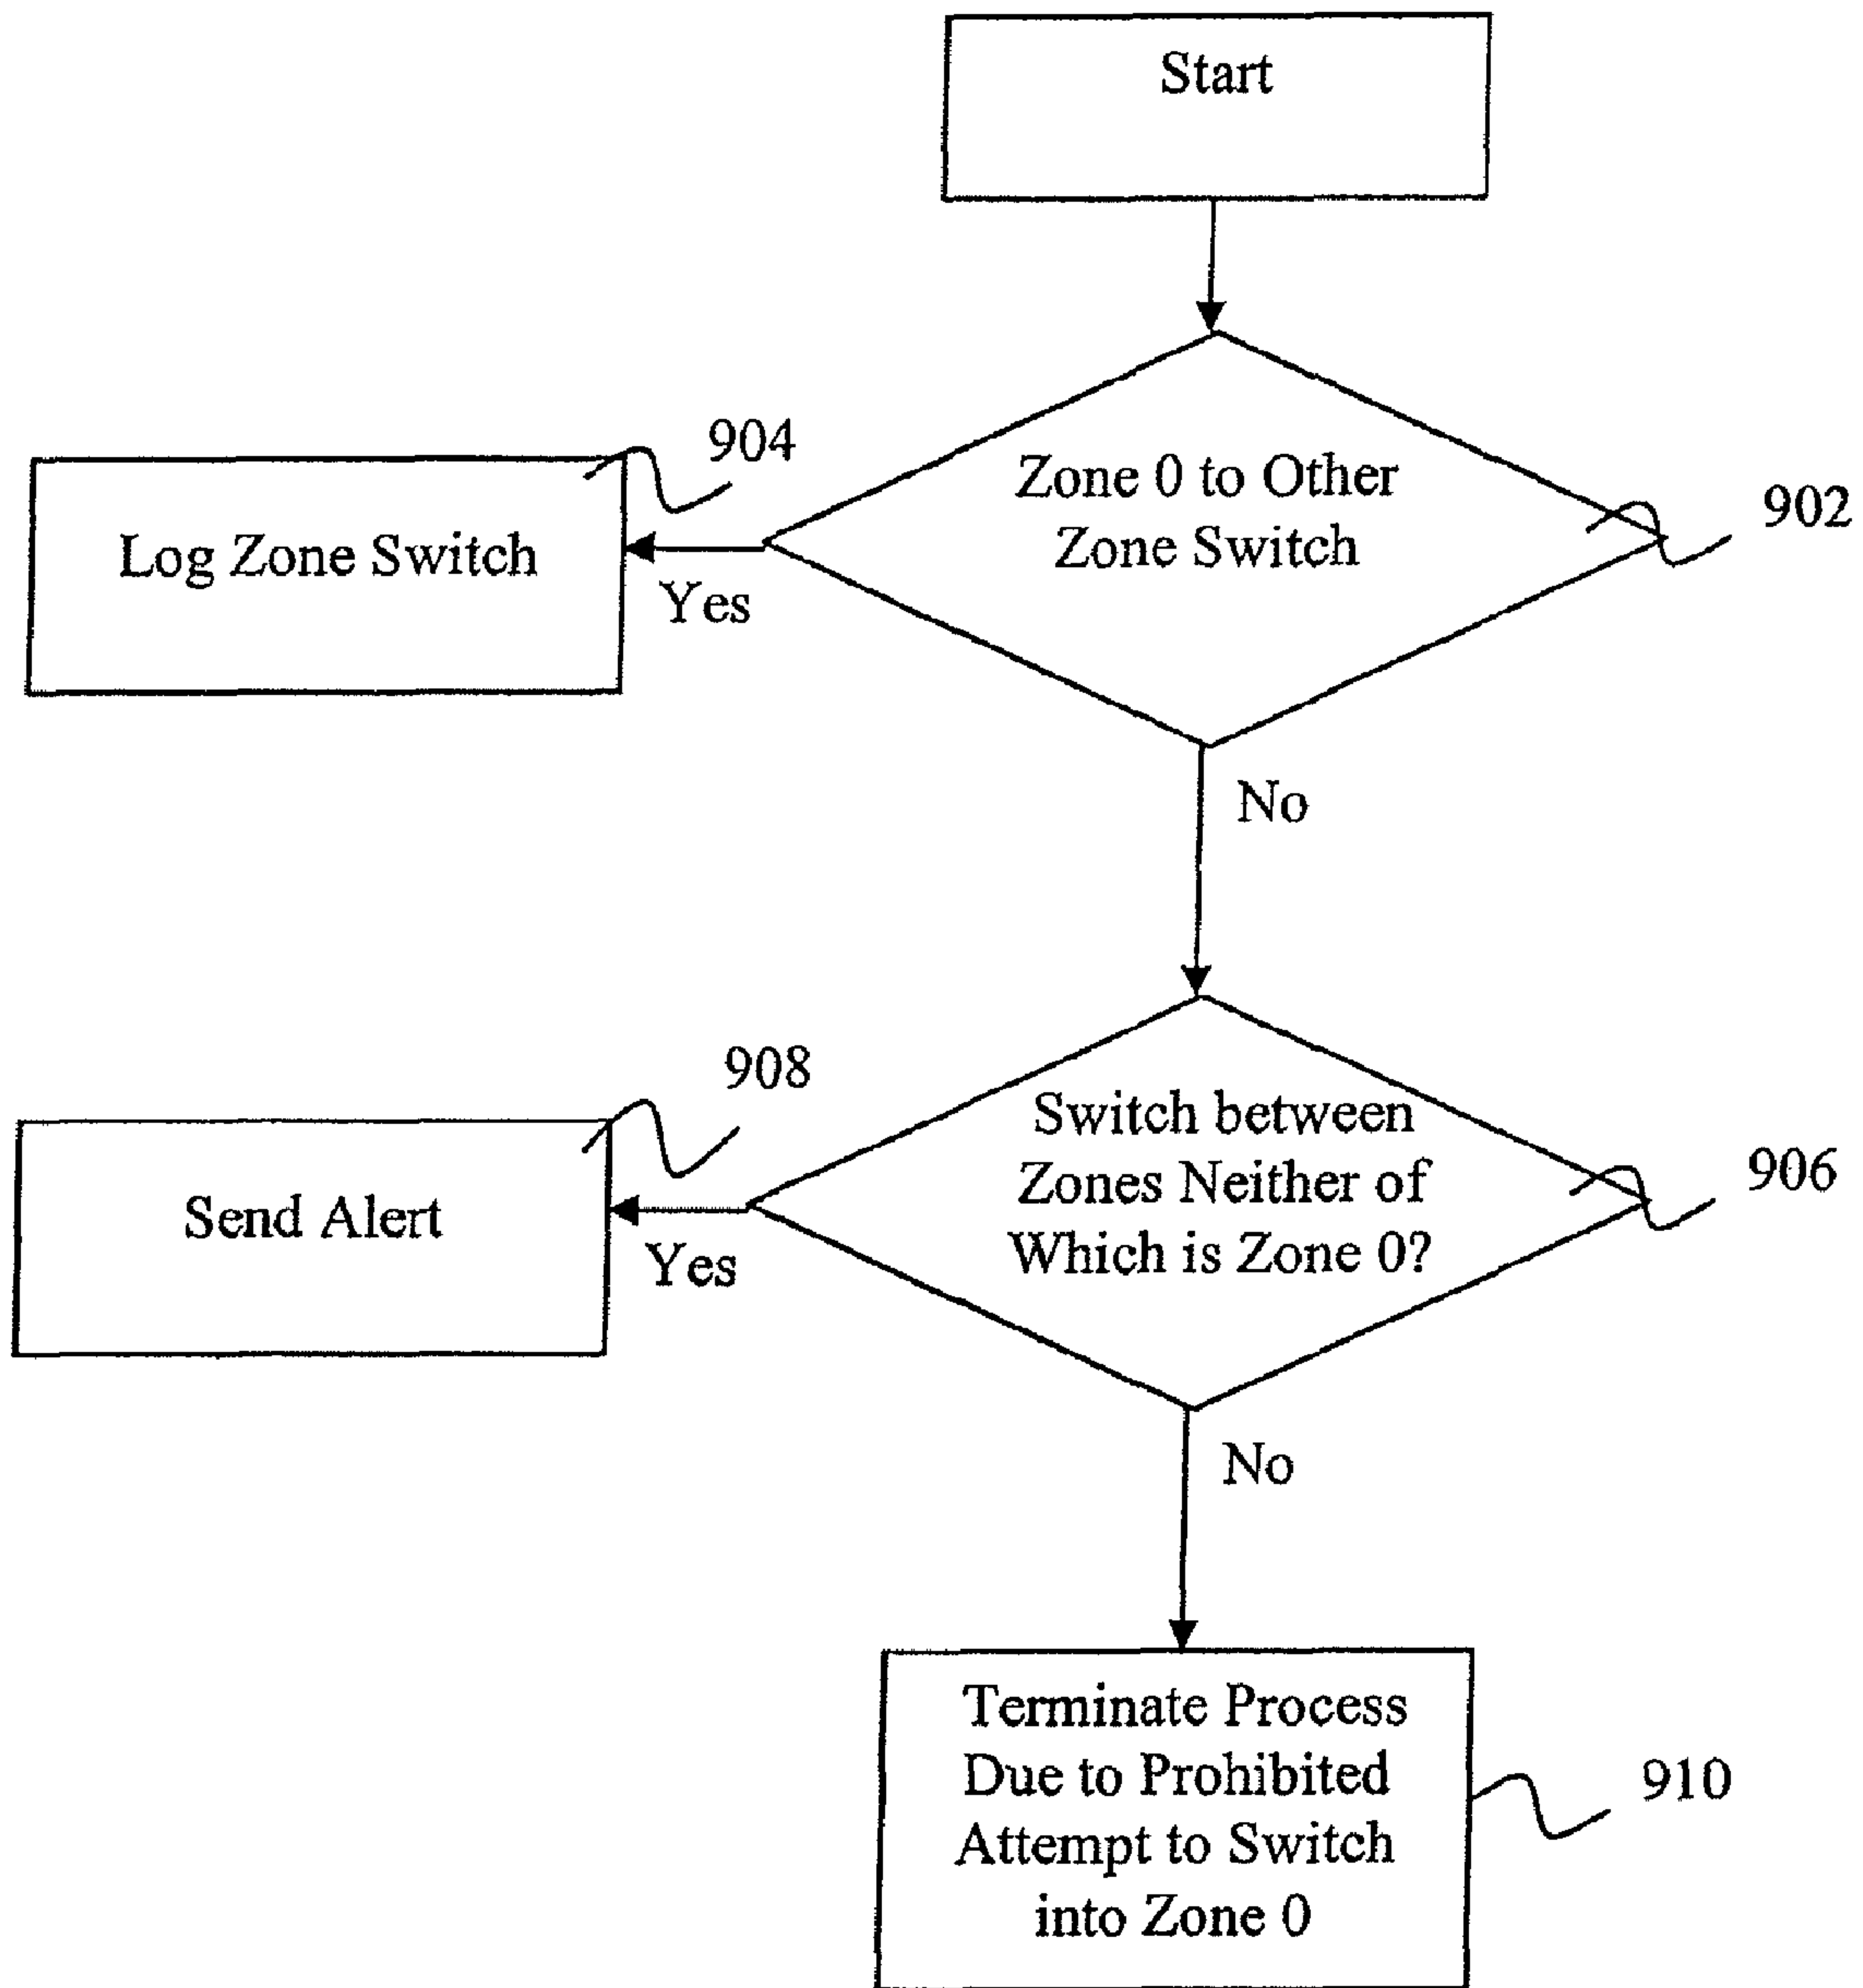 Start
904
Zone 0 to Other
Zone Switch
902
Log Zone Switch
Yes
No
908
Switch between
Zones Neither of
Which is Zone 0?
906
Send Alert
Yes
No
Terminate Process
Due to Prohibited
Attempt to Switch
into Zone 0
910